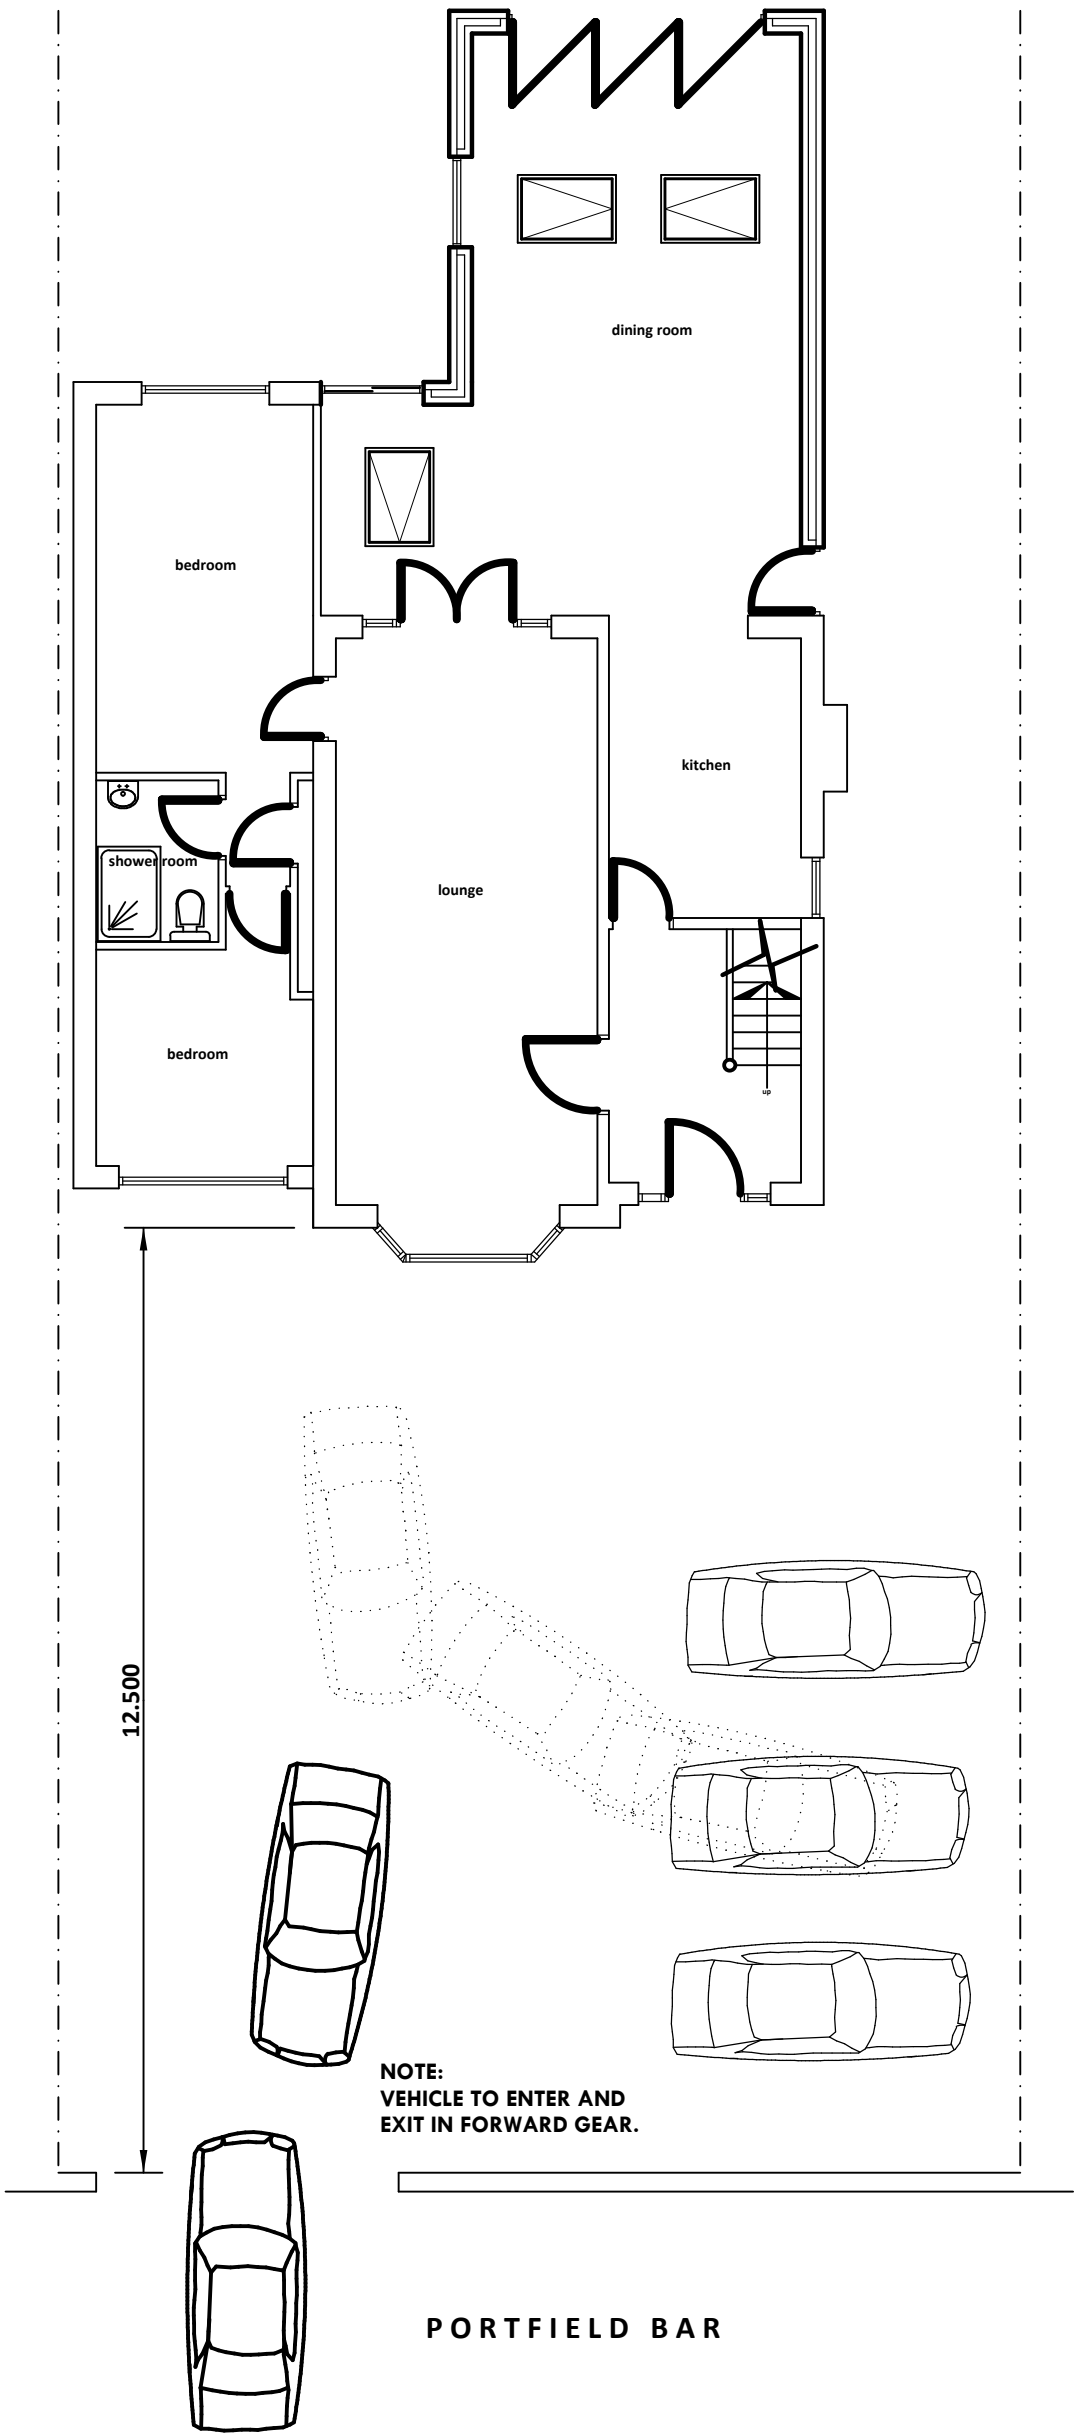 dining room
bedroom
kitchen
shower room
lounge
bedroom
up
12.500
NOTE:
VEHICLE TO ENTER AND
EXIT IN FORWARD GEAR.
PORTFIELD BAR